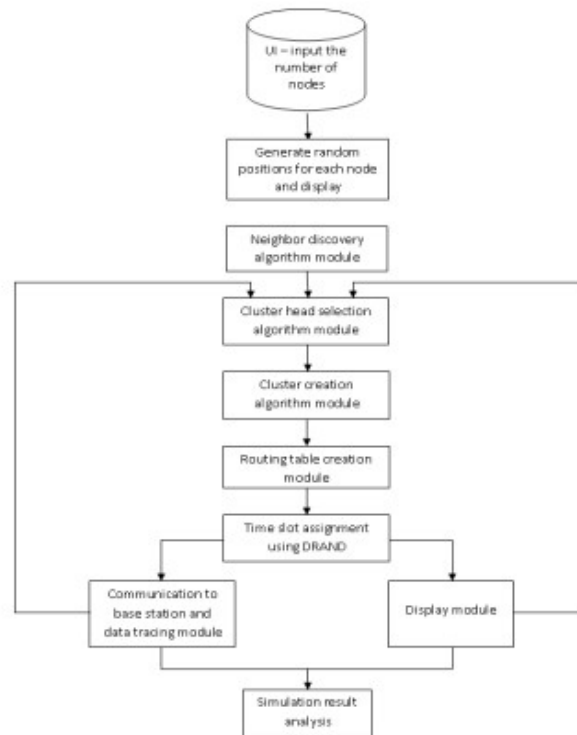 UI – input the
number of
nodes
Generate random
positions for each node
and display
Neighbor discovery
algorithm module
Cluster head selection
algorithm module
Cluster creation
algorithm module
Routing table creation
module
Time slot assignment
using DRAND
Communication to
base station and
data tracing module
Display module
Simulation result
analysis